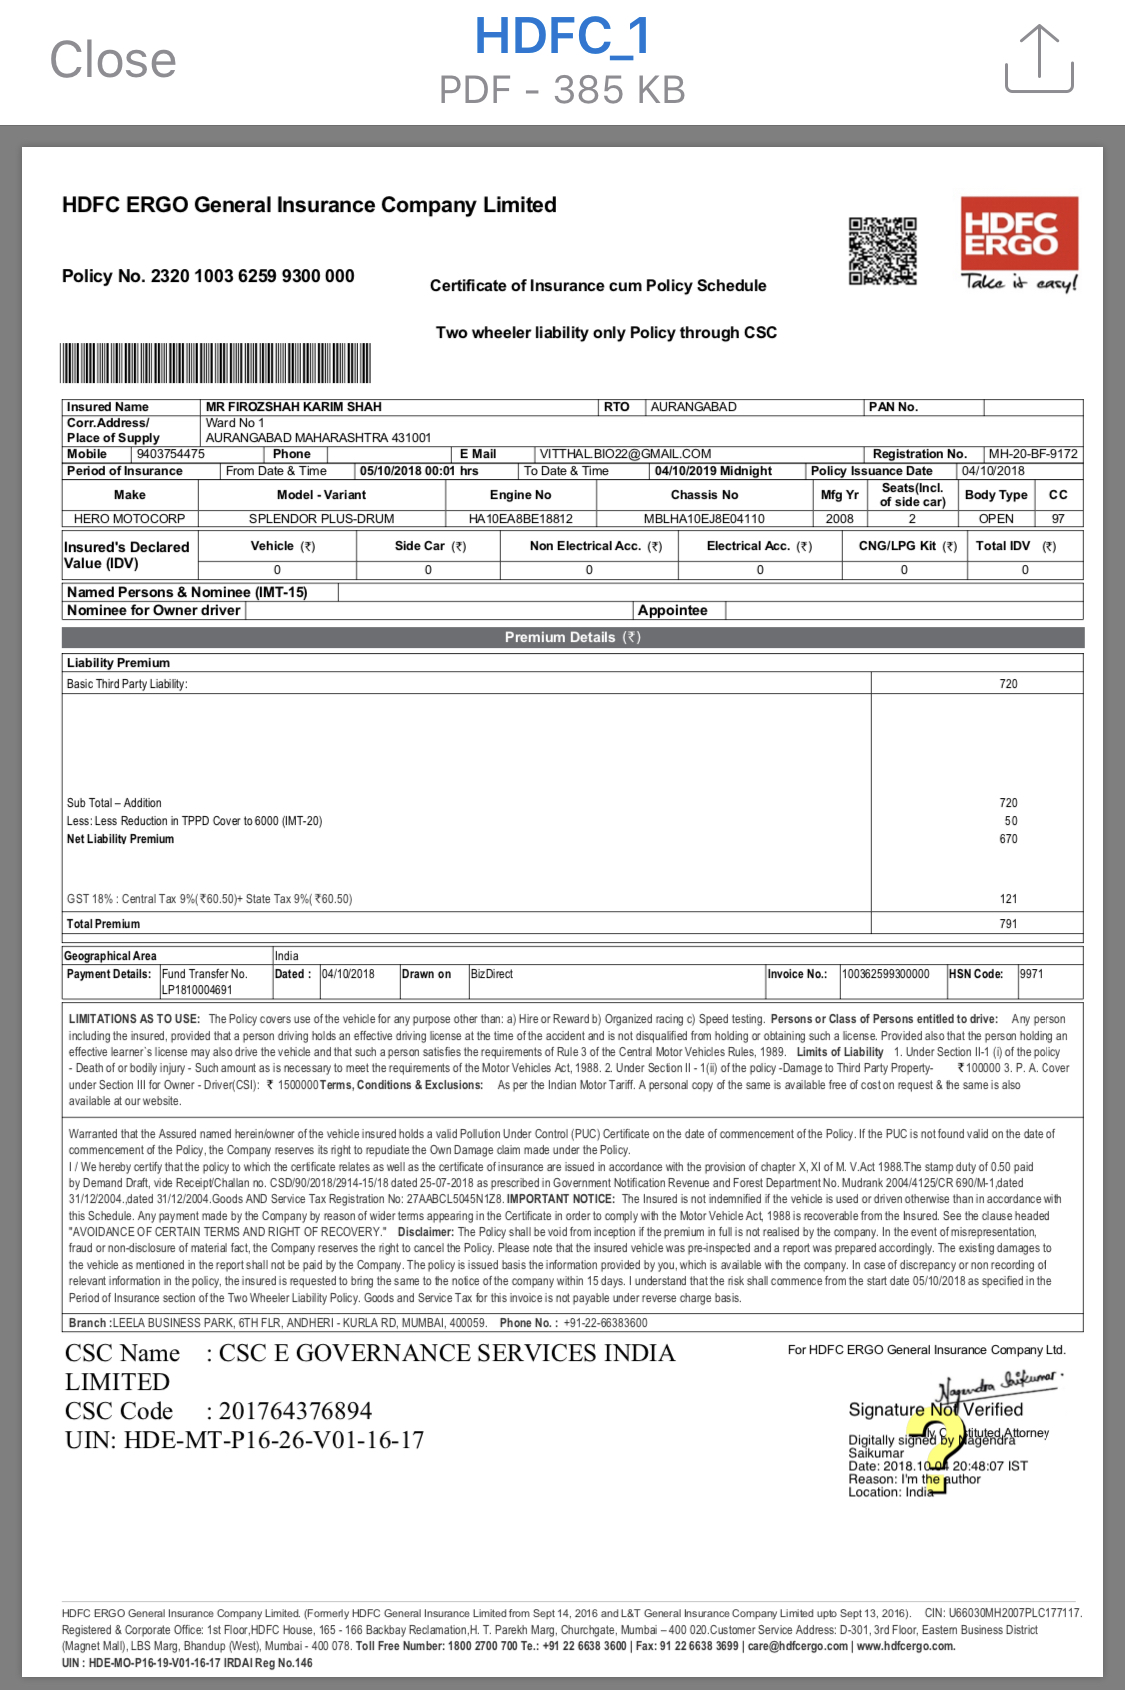 Close
HDFC_1
PDF - 385 KB
HDFC ERGO General Insurance Company Limited
HDFC
ERGO
Take it easy!
Policy No. 2320 1003 6259 9300 000
Certificate of Insurance cum Policy Schedule
Two wheeler liability only Policy through CSC
Insured Name MR FIROZSHAH KARIM SHAH RTO AURANGABAD PAN No.
Corr.Address/ Ward No 1
Place of Supply AURANGABAD MAHARASHTRA 431001
Mobile 9403754475 Phone E Mail VITTHAL.BIO22@GMAIL.COM Registration No. MH-20-BF-9172
Period of Insurance From Date & Time 05/10/2018 00:01 hrs To Date & Time 04/10/2019 Midnight Policy Issuance Date 04/10/2018
Make Model - Variant Engine No Chassis No Mfg Yr Seats(Incl. of side car) Body Type CC
HERO MOTOCORP SPLENDOR PLUS-DRUM HA10EA8BE18812 MBLHA10EJ8E04110 2008 2 OPEN 97
Insured's Declared Value (IDV) Vehicle (₹) Side Car (₹) Non Electrical Acc. (₹) Electrical Acc. (₹) CNG/LPG Kit (₹) Total IDV (₹)
0 0 0 0 0 0
Named Persons & Nominee (IMT-15)
Nominee for Owner driver Appointee
Premium Details (₹)
Liability Premium
Basic Third Party Liability: 720
Sub Total – Addition 720
Less: Less Reduction in TPPD Cover to 6000 (IMT-20) 50
Net Liability Premium 670
GST 18% : Central Tax 9%(₹60.50)+ State Tax 9%( ₹60.50) 121
Total Premium 791
Geographical Area India
Payment Details: Fund Transfer No. Dated : 04/10/2018 Drawn on BizDirect Invoice No.: 100362599300000 HSN Code: 9971
LP1810004691
LIMITATIONS AS TO USE: The Policy covers use of the vehicle for any purpose other than: a) Hire or Reward b) Organized racing c) Speed testing. Persons or Class of Persons entitled to drive: Any person
including the insured, provided that a person driving holds an effective driving license at the time of the accident and is not disqualified from holding or obtaining such a license. Provided also that the person holding an
effective learner`s license may also drive the vehicle and that such a person satisfies the requirements of Rule 3 of the Central Motor Vehicles Rules, 1989. Limits of Liability 1. Under Section II-1 (i) of the policy
- Death of or bodily injury - Such amount as is necessary to meet the requirements of the Motor Vehicles Act, 1988. 2. Under Section II - 1(ii) of the policy -Damage to Third Party Property- ₹100000 3. P. A. Cover
under Section III for Owner - Driver(CSI): ₹ 1500000Terms, Conditions & Exclusions: As per the Indian Motor Tariff. A personal copy of the same is available free of cost on request & the same is also
available at our website.
Warranted that the Assured named herein/owner of the vehicle insured holds a valid Pollution Under Control (PUC) Certificate on the date of commencement of the Policy. If the PUC is not found valid on the date of
commencement of the Policy, the Company reserves its right to repudiate the Own Damage claim made under the Policy.
I / We hereby certify that the policy to which the certificate relates as well as the certificate of insurance are issued in accordance with the provision of chapter X, XI of M. V.Act 1988.The stamp duty of 0.50 paid
by Demand Draft, vide Receipt/Challan no. CSD/90/2018/2914-15/18 dated 25-07-2018 as prescribed in Government Notification Revenue and Forest Department No. Mudrank 2004/4125/CR 690/M-1,dated
31/12/2004.,dated 31/12/2004.Goods AND Service Tax Registration No: 27AABCL5045N1Z8. IMPORTANT NOTICE: The Insured is not indemnified if the vehicle is used or driven otherwise than in accordance with
this Schedule. Any payment made by the Company by reason of wider terms appearing in the Certificate in order to comply with the Motor Vehicle Act, 1988 is recoverable from the Insured. See the clause headed
"AVOIDANCE OF CERTAIN TERMS AND RIGHT OF RECOVERY." Disclaimer: The Policy shall be void from inception if the premium in full is not realised by the company. In the event of misrepresentation,
fraud or non-disclosure of material fact, the Company reserves the right to cancel the Policy. Please note that the insured vehicle was pre-inspected and a report was prepared accordingly. The existing damages to
the vehicle as mentioned in the report shall not be paid by the Company. The policy is issued basis the information provided by you, which is available with the company. In case of discrepancy or non recording of
relevant information in the policy, the insured is requested to bring the same to the notice of the company within 15 days. I understand that the risk shall commence from the start date 05/10/2018 as specified in the
Period of Insurance section of the Two Wheeler Liability Policy. Goods and Service Tax for this invoice is not payable under reverse charge basis.
Branch :LEELA BUSINESS PARK, 6TH FLR, ANDHERI - KURLA RD, MUMBAI, 400059. Phone No. : +91-22-66383600
CSC Name : CSC E GOVERNANCE SERVICES INDIA
LIMITED
CSC Code : 201764376894
UIN: HDE-MT-P16-26-V01-16-17
For HDFC ERGO General Insurance Company Ltd.
Nagendra Saikumar
Signature Not Verified
Attorney
Digitally signed by Nagendra
Saikumar
Date: 2018.10.04 20:48:07 IST
Reason: I'm the author
Location: India
HDFC ERGO General Insurance Company Limited. (Formerly HDFC General Insurance Limited from Sept 14, 2016 and L&T General Insurance Company Limited upto Sept 13, 2016). CIN: U66030MH2007PLC177117.
Registered & Corporate Office: 1st Floor,HDFC House, 165 - 166 Backbay Reclamation,H. T. Parekh Marg, Churchgate, Mumbai – 400 020.Customer Service Address: D-301, 3rd Floor, Eastern Business District
(Magnet Mall), LBS Marg, Bhandup (West), Mumbai - 400 078. Toll Free Number: 1800 2700 700 Te.: +91 22 6638 3600 | Fax: 91 22 6638 3699 | care@hdfcergo.com | www.hdfcergo.com.
UIN : HDE-MO-P16-19-V01-16-17 IRDAI Reg No.146